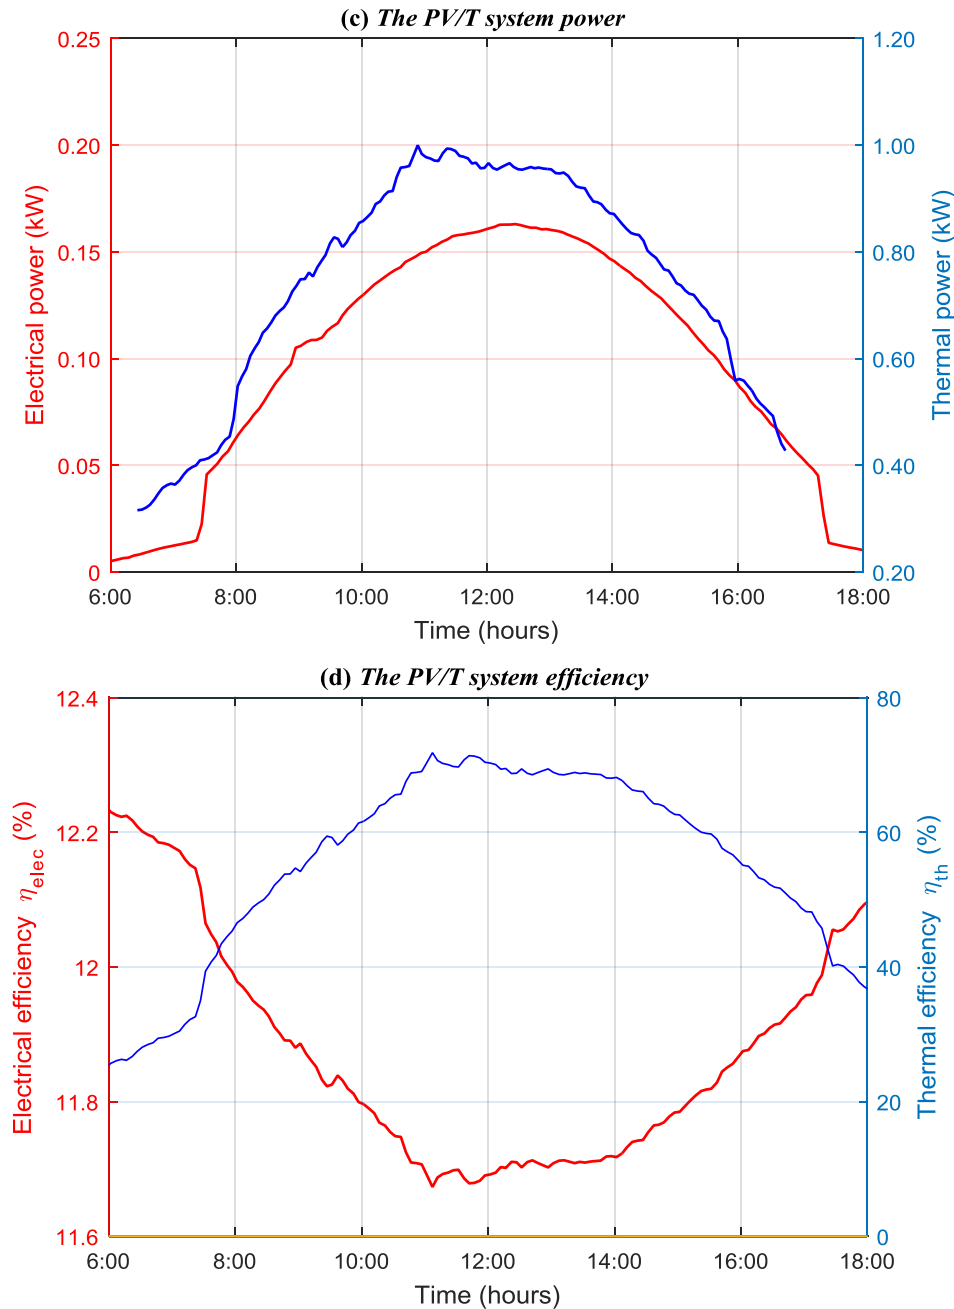 (c) The PV/T system power
0.25
0.20
0.15
0.10
0.05
0
Electrical power (kW)
1.20
1.00
0.80
0.60
0.40
0.20
Thermal power (kW)
6:00 8:00 10:00 12:00 14:00 16:00 18:00
Time (hours)
(d) The PV/T system efficiency
12.4
12.2
12
11.8
11.6
Electrical efficiency η elec (%)
80
60
40
20
0
Thermal efficiency η th (%)
6:00 8:00 10:00 12:00 14:00 16:00 18:00
Time (hours)